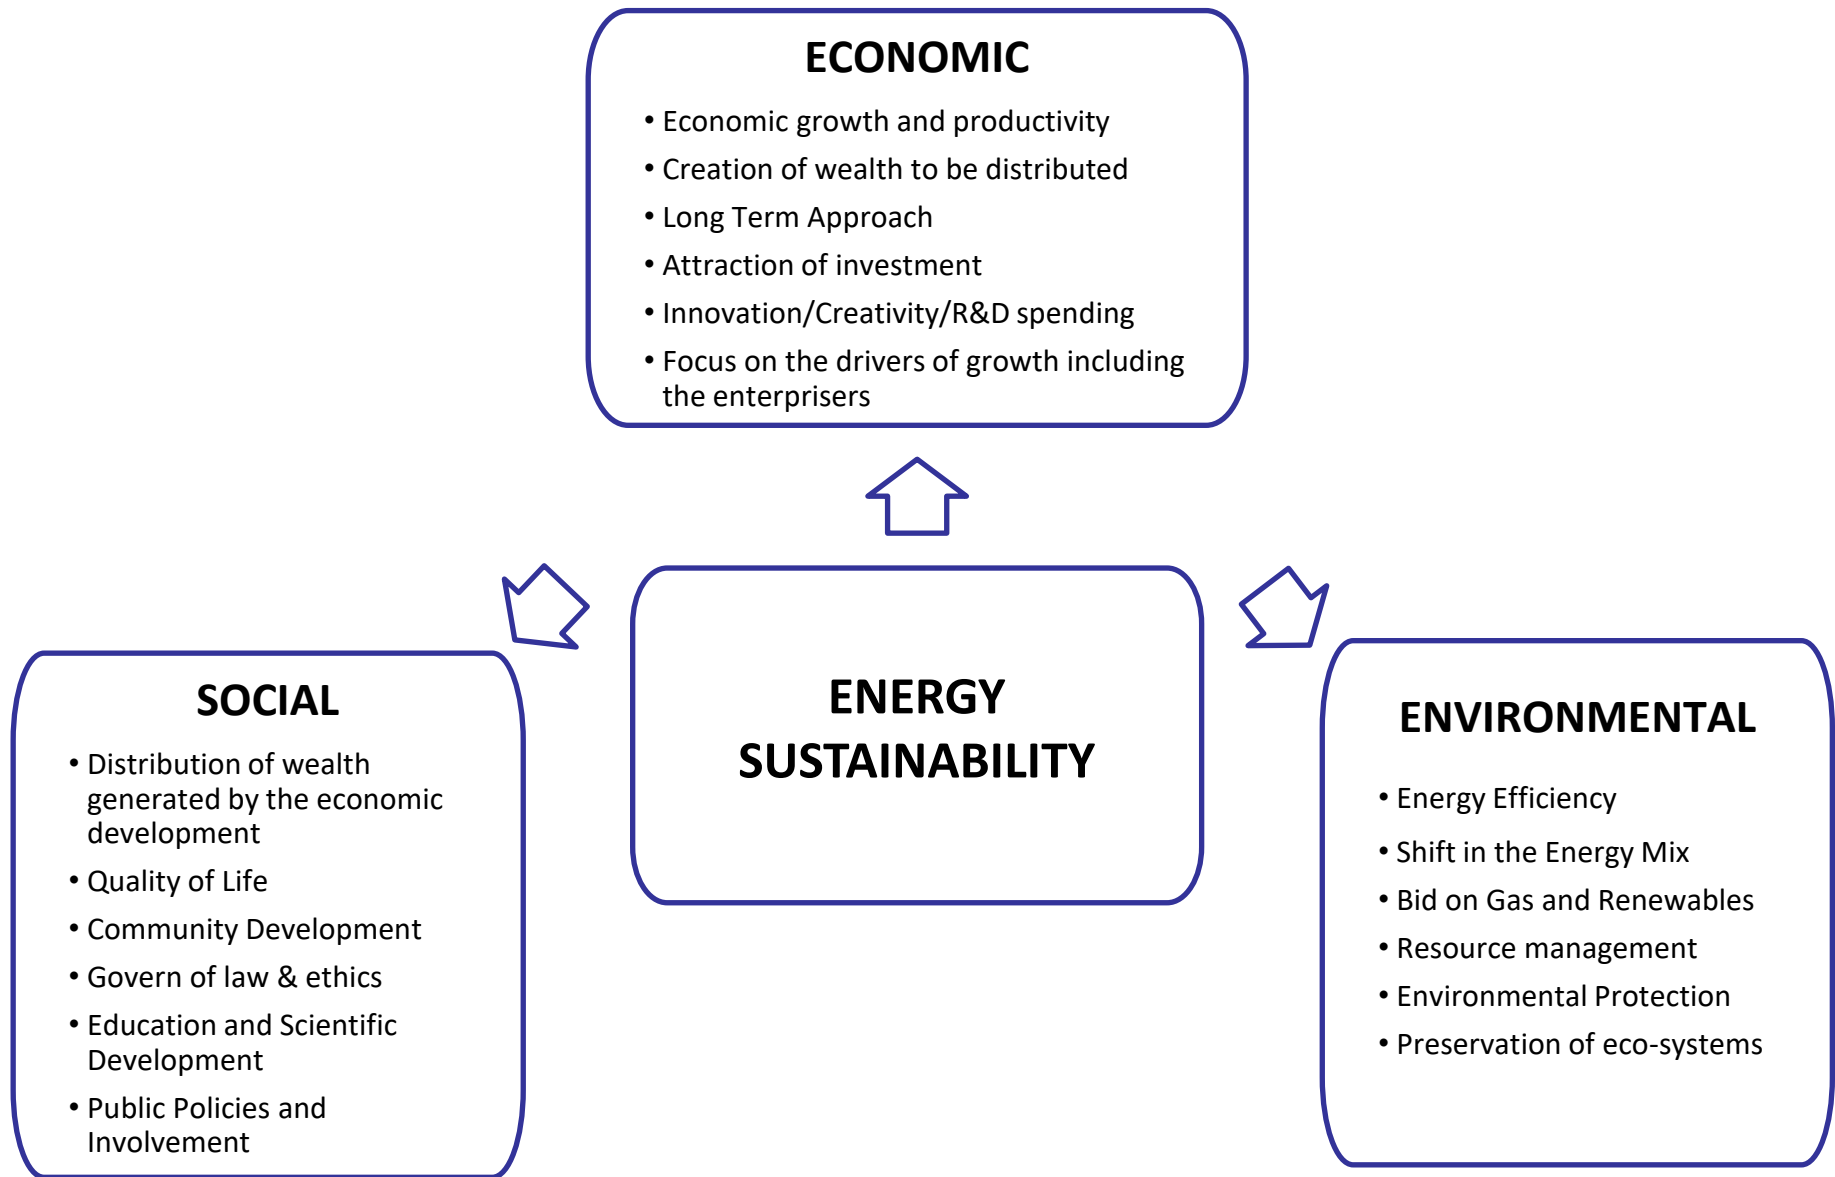 ECONOMIC
• Economic growth and productivity
• Creation of wealth to be distributed
• Long Term Approach
• Attraction of investment
• Innovation/Creativity/R&D spending
• Focus on the drivers of growth including
the enterprisers
SOCIAL
• Distribution of wealth
generated by the economic
development
• Quality of Life
• Community Development
• Govern of law & ethics
• Education and Scientific
Development
• Public Policies and
Involvement
ENERGY
SUSTAINABILITY
ENVIRONMENTAL
• Energy Efficiency
• Shift in the Energy Mix
• Bid on Gas and Renewables
• Resource management
• Environmental Protection
• Preservation of eco-systems